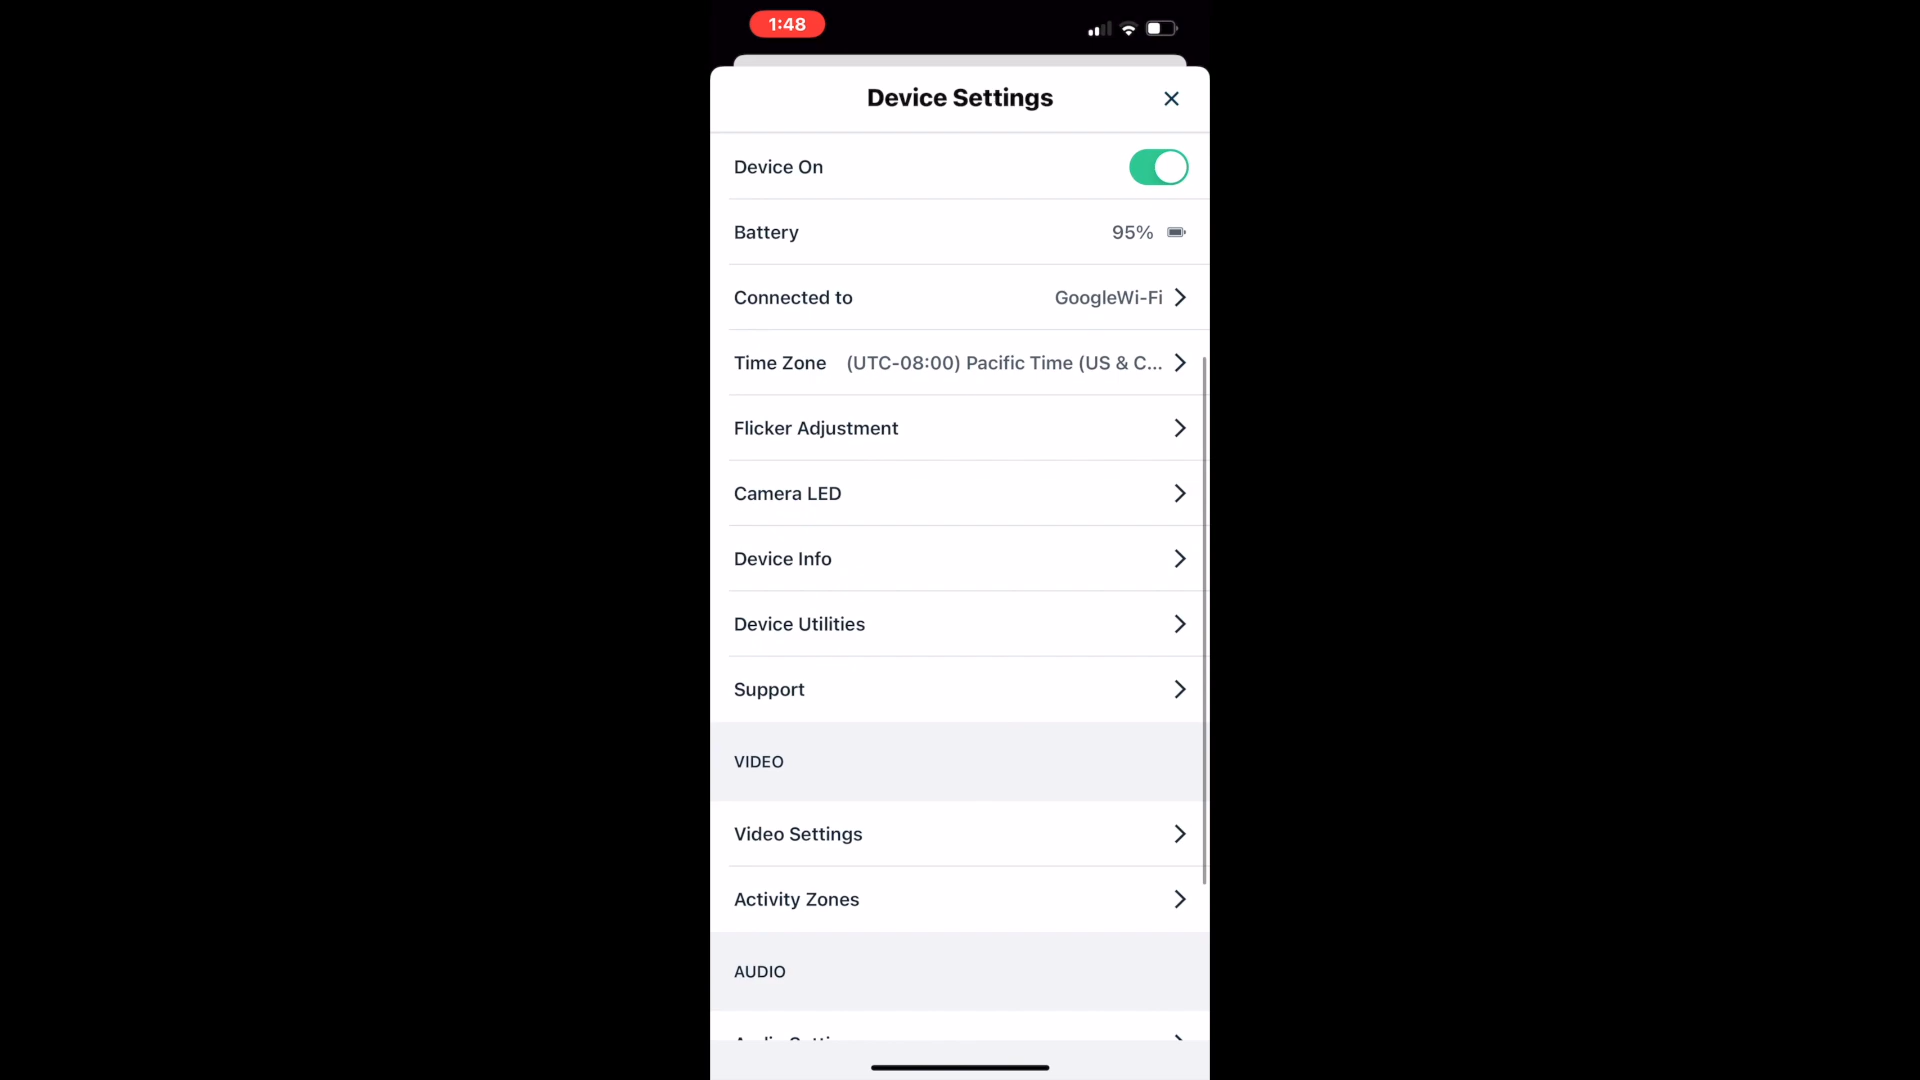 1:48
Device Settings
Device On
Battery 95%
Connected to GoogleWi-Fi
Time Zone (UTC-08:00) Pacific Time (US & C...
Flicker Adjustment
Camera LED
Device Info
Device Utilities
Support
VIDEO
Video Settings
Activity Zones
AUDIO